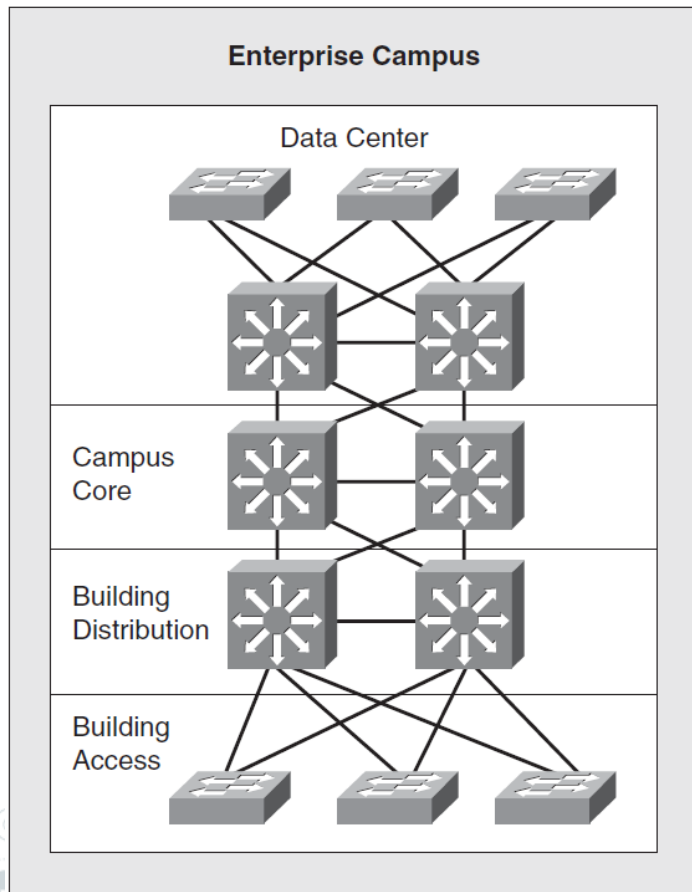 Enterprise Campus
Data Center
Campus
Core
Building
Distribution
Building
Access